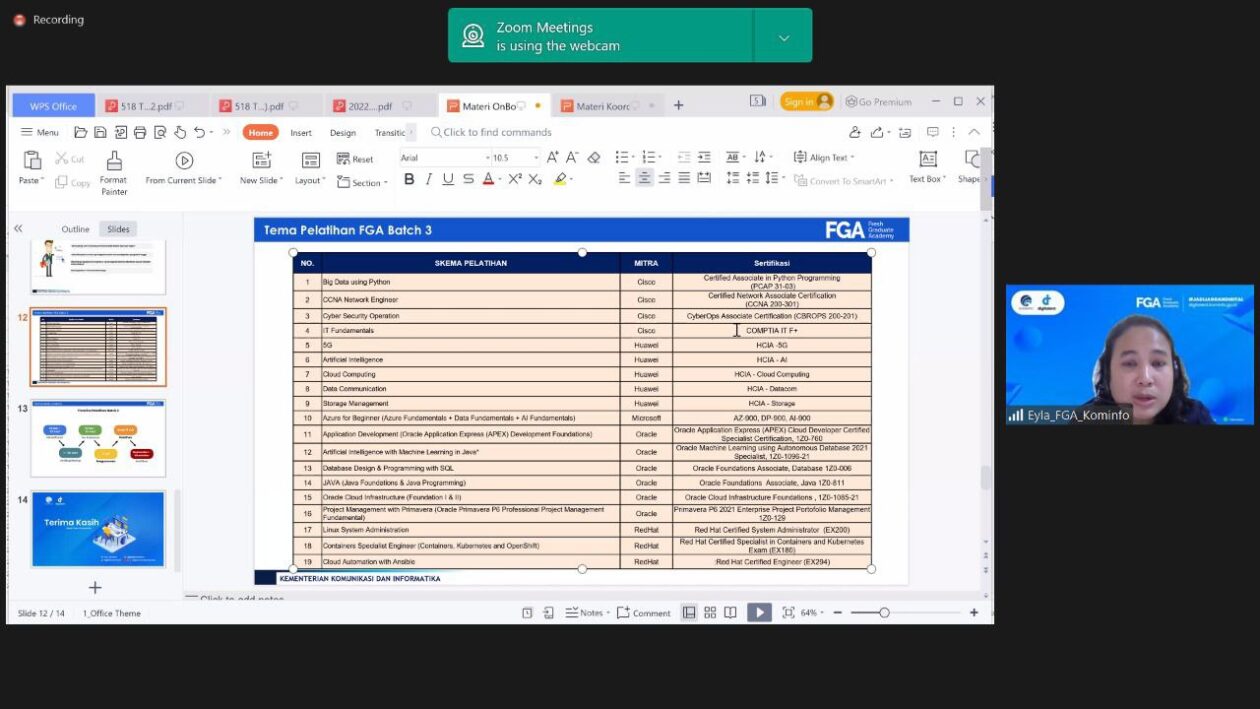 Recording
Zoom Meetings
is using the webcam
WPS Office
518 T...2.pdf
518 T...).pdf
2022....pdf
Materi OnBo
Materi Koord
Sign in
Go Premium
Menu
Home
Insert
Design
Transitic
Click to find commands
Paste
Cut
Copy
Format
Painter
From Current Slide
New Slide
Layout
Reset
Section
Arial
10.5
Align Text
Convert To SmartArt
Text Box
Shape
Outline
Slides
12
13
14
Terima Kasih
Tema Pelatihan FGA Batch 3
FGA Fresh
Graduate
Academy
NO. SKEMA PELATIHAN MITRA Sertifikasi
1 Big Data using Python Cisco Certified Associate in Python Programming
(PCAP 31-03)
2 CCNA Network Engineer Cisco Certified Network Associate Certification
(CCNA 200-301)
3 Cyber Security Operation Cisco CyberOps Associate Certification (CBROPS 200-201)
4 IT Fundamentals Cisco COMPTIA IT F+
5 5G Huawei HCIA -5G
6 Artificial Intelligence Huawei HCIA - AI
7 Cloud Computing Huawei HCIA - Cloud Computing
8 Data Communication Huawei HCIA - Datacom
9 Storage Management Huawei HCIA - Storage
10 Azure for Beginner (Azure Fundamentals + Data Fundamentals + AI Fundamentals) Microsoft AZ-900, DP-900, AI-900
11 Application Development (Oracle Application Express (APEX) Development Foundations) Oracle Oracle Application Express (APEX) Cloud Developer Certified
Specialist Certification, 1Z0-760
12 Artificial Intelligence with Machine Learning in Java* Oracle Oracle Machine Learning using Autonomous Database 2021
Specialist, 1Z0-1096-21
13 Database Design & Programming with SQL Oracle Oracle Foundations Associate, Database 1Z0-006
14 JAVA (Java Foundations & Java Programming) Oracle Oracle Foundations Associate, Java 1Z0-811
15 Oracle Cloud Infrastructure (Foundation I & II) Oracle Oracle Cloud Infrastructure Foundations , 1Z0-1085-21
16 Project Management with Primavera (Oracle Primavera P6 Professional Project Management
Fundamental) Oracle Primavera P6 2021 Enterprise Project Portofolio Management
1Z0-129
17 Linux System Administration RedHat Red Hat Certified System Administrator (EX200)
18 Containers Specialist Engineer (Containers, Kubernetes and OpenShift) RedHat Red Hat Certified Specialist in Containers and Kubernetes
Exam (EX180)
19 Cloud Automation with Ansible RedHat Red Hat Certified Engineer (EX294)
KEMENTERIAN KOMUNIKASI DAN INFORMATIKA
Click to add notes
Slide 12 / 14
1_Office Theme
Notes
Comment
64%
FGA
Eyla_FGA_Kominfo